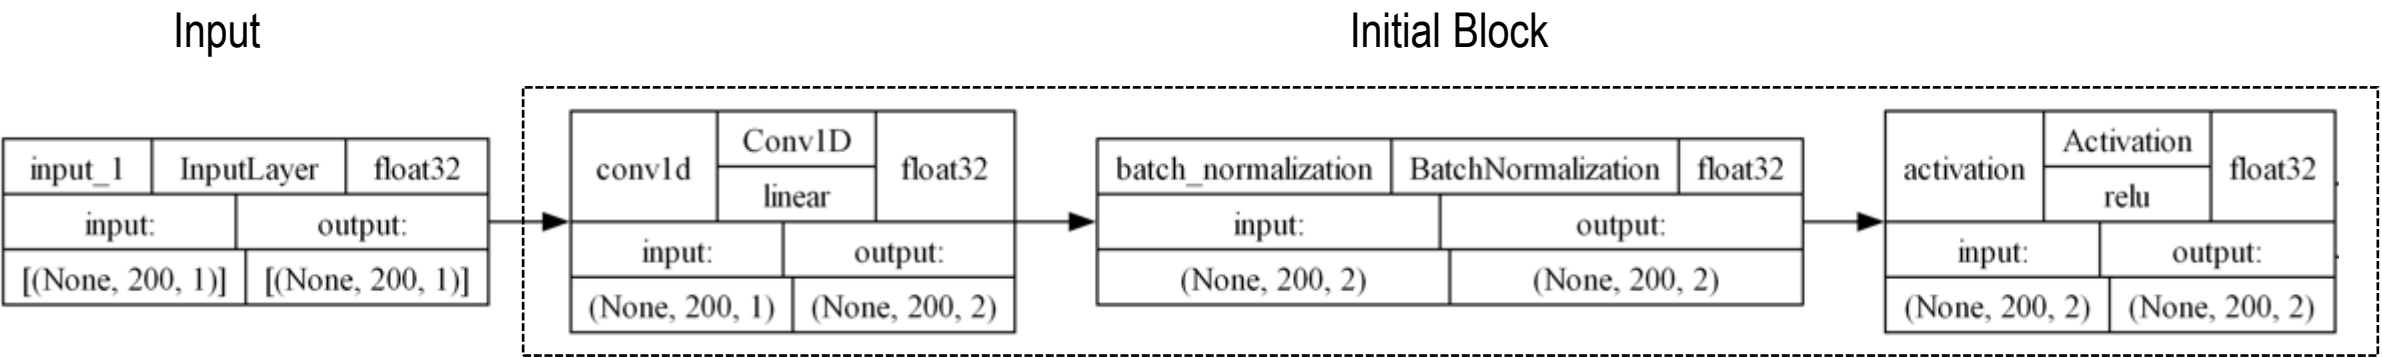 Input
Initial Block
input_1 InputLayer float32
input: output:
[(None, 200, 1)] [(None, 200, 1)]
conv1d Conv1D linear float32
input: output:
(None, 200, 1) (None, 200, 2)
batch_normalization BatchNormalization float32
input: output:
(None, 200, 2) (None, 200, 2)
activation Activation relu float32
input: output:
(None, 200, 2) (None, 200, 2)